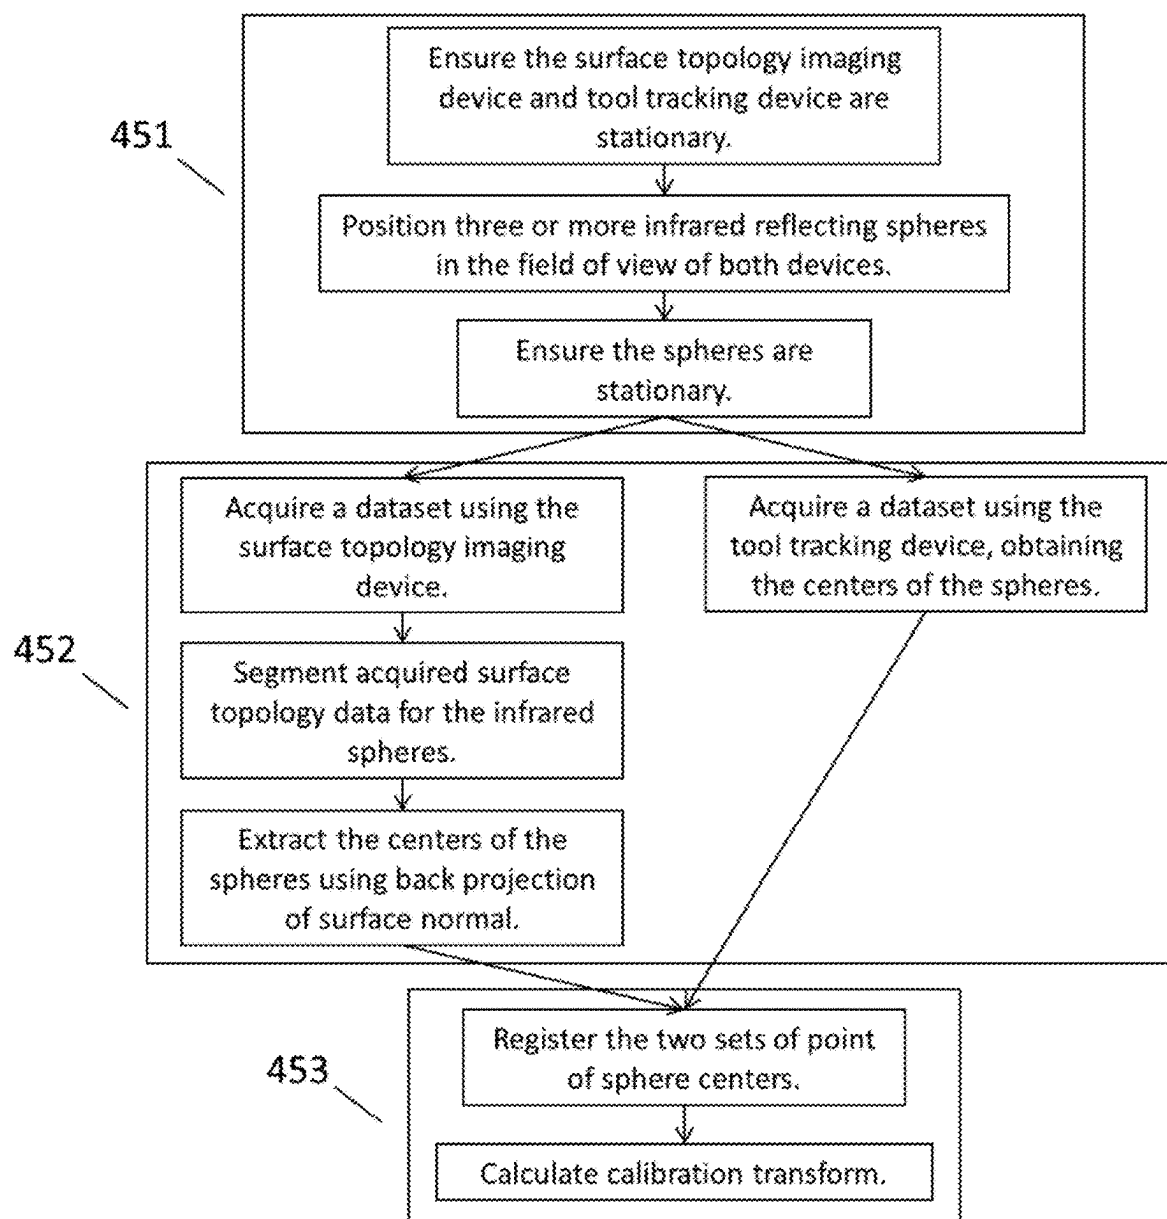 Ensure the surface topology imaging
device and tool tracking device are
stationary.
451
Position three or more infrared reflecting spheres
in the field of view of both devices.
Ensure the spheres are
stationary.
Acquire a dataset using the
surface topology imaging
device.
Acquire a dataset using the
tool tracking device, obtaining
the centers of the spheres.
452
Segment acquired surface
topology data for the infrared
spheres.
Extract the centers of the
spheres using back projection
of surface normal.
Register the two sets of point
of sphere centers.
453
Calculate calibration transform.